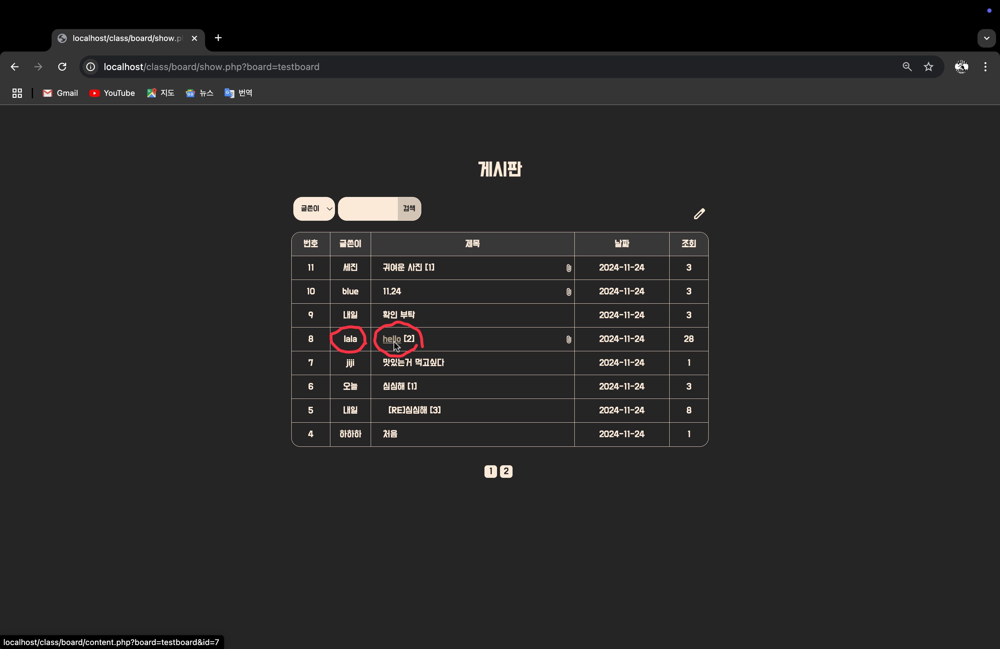 localhost/class/board/show.p
localhost/class/board/show.php?board=testboard
Gmail YouTube 지도 뉴스 번역
게시판
글쓴이 검색
번호 글쓴이 제목 날짜 조회
11 세진 귀여운 사진 [1] 2024-11-24 3
10 blue 11.24 2024-11-24 3
9 내일 확인 부탁 2024-11-24 3
8 lala hello [2] 2024-11-24 28
7 jiji 맛있는거 먹고싶다 2024-11-24 1
6 오늘 심심해 [1] 2024-11-24 3
5 내일 [RE]심심해 [3] 2024-11-24 8
4 하하하 처음 2024-11-24 1
1 2
localhost/class/board/content.php?board=testboard&id=7